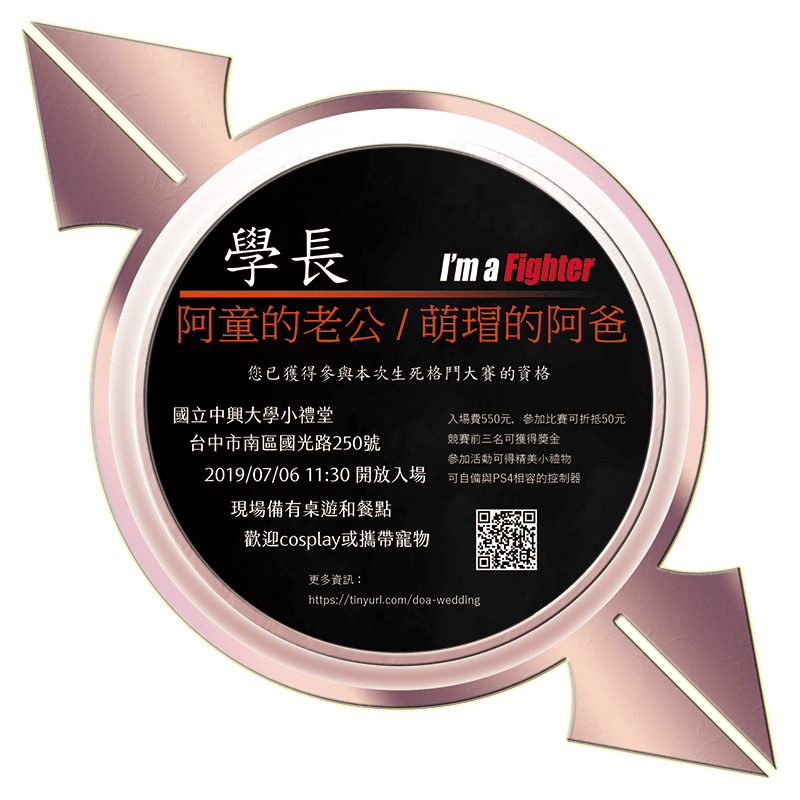 學長
I'm a Fighter
阿童的老公 / 萌瑁的阿爸
您已獲得參與本次生死格鬥大賽的資格
國立中興大學小禮堂
台中市南區國光路250號
2019/07/06 11:30 開放入場
現場備有桌遊和餐點
歡迎cosplay或攜帶寵物
入場費550元，參加比賽可折抵50元
競賽前三名可獲得獎金
參加活動可得精美小禮物
可自備與PS4相容的控制器
更多資訊：
https://tinyurl.com/doa-wedding